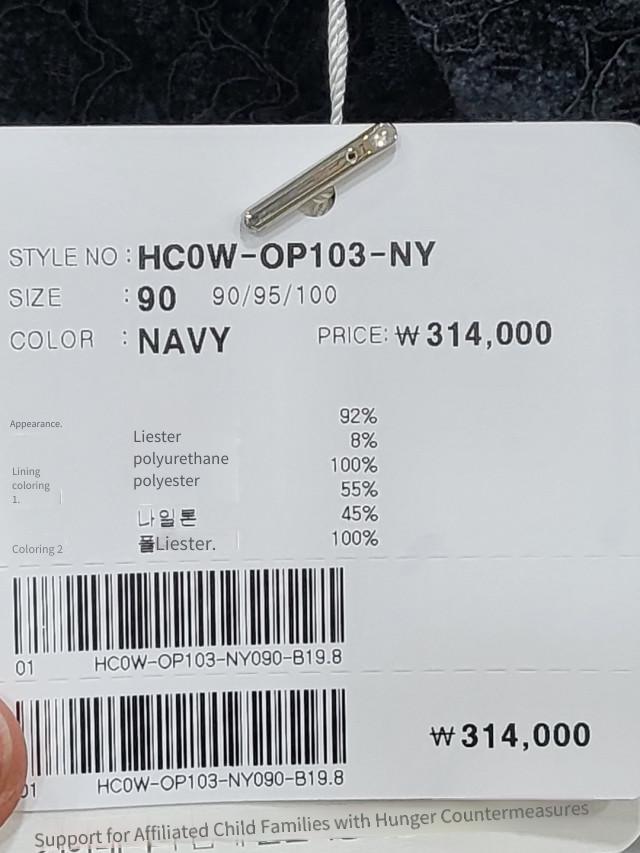 STYLE NO : HC0W-OP103-NY
SIZE : 90 90/95/100
COLOR : NAVY PRICE: ₩314,000
Appearance.
Liester
polyurethane
polyester
나일론
폴Liester.
92%
8%
100%
55%
45%
100%
Lining
coloring
1.
Coloring 2
01 HC0W-OP103-NY090-B19.8
01 HC0W-OP103-NY090-B19.8
₩314,000
Support for Affiliated Child Families with Hunger Countermeasures